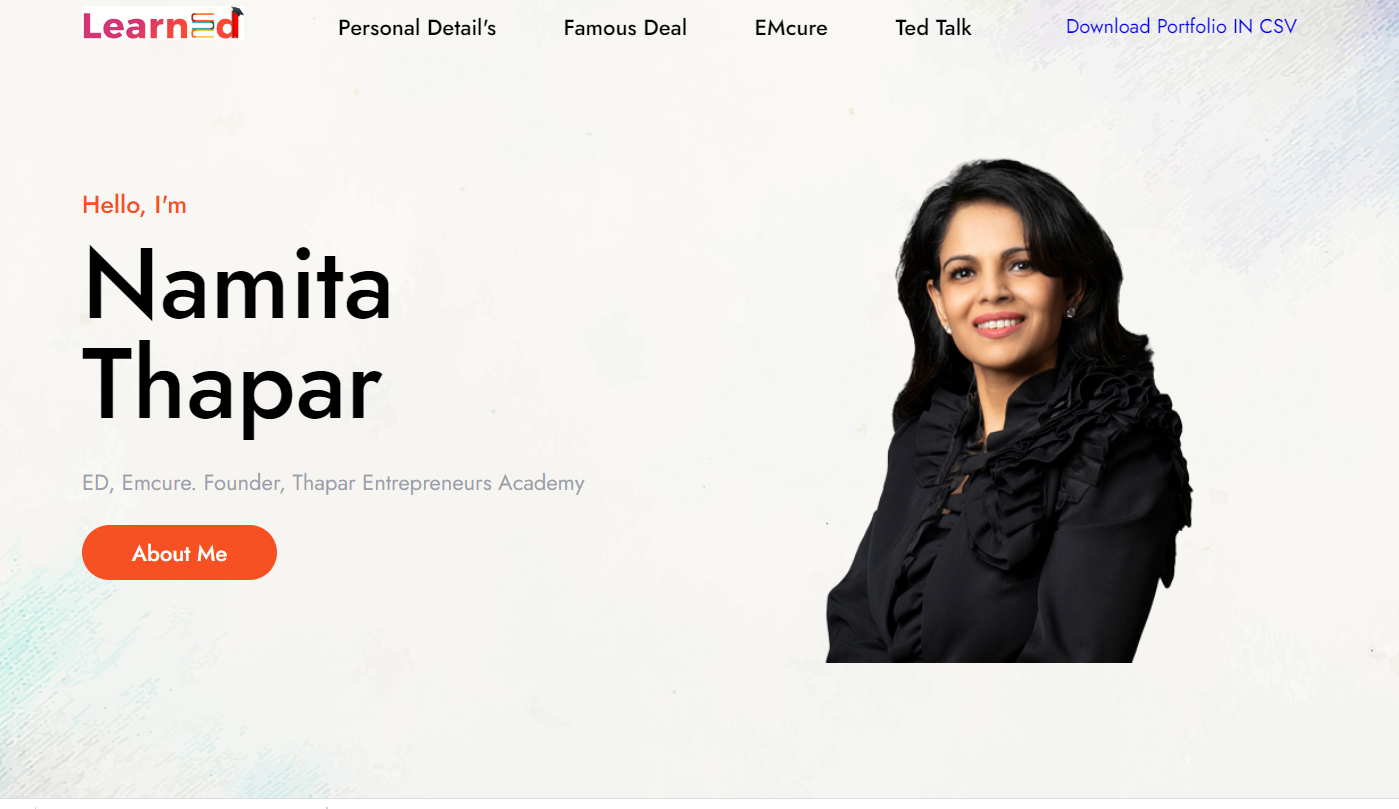 LearnEd
Personal Detail's
Famous Deal
EMcure
Ted Talk
Download Portfolio IN CSV
Hello, I'm
Namita
Thapar
ED, Emcure. Founder, Thapar Entrepreneurs Academy
About Me